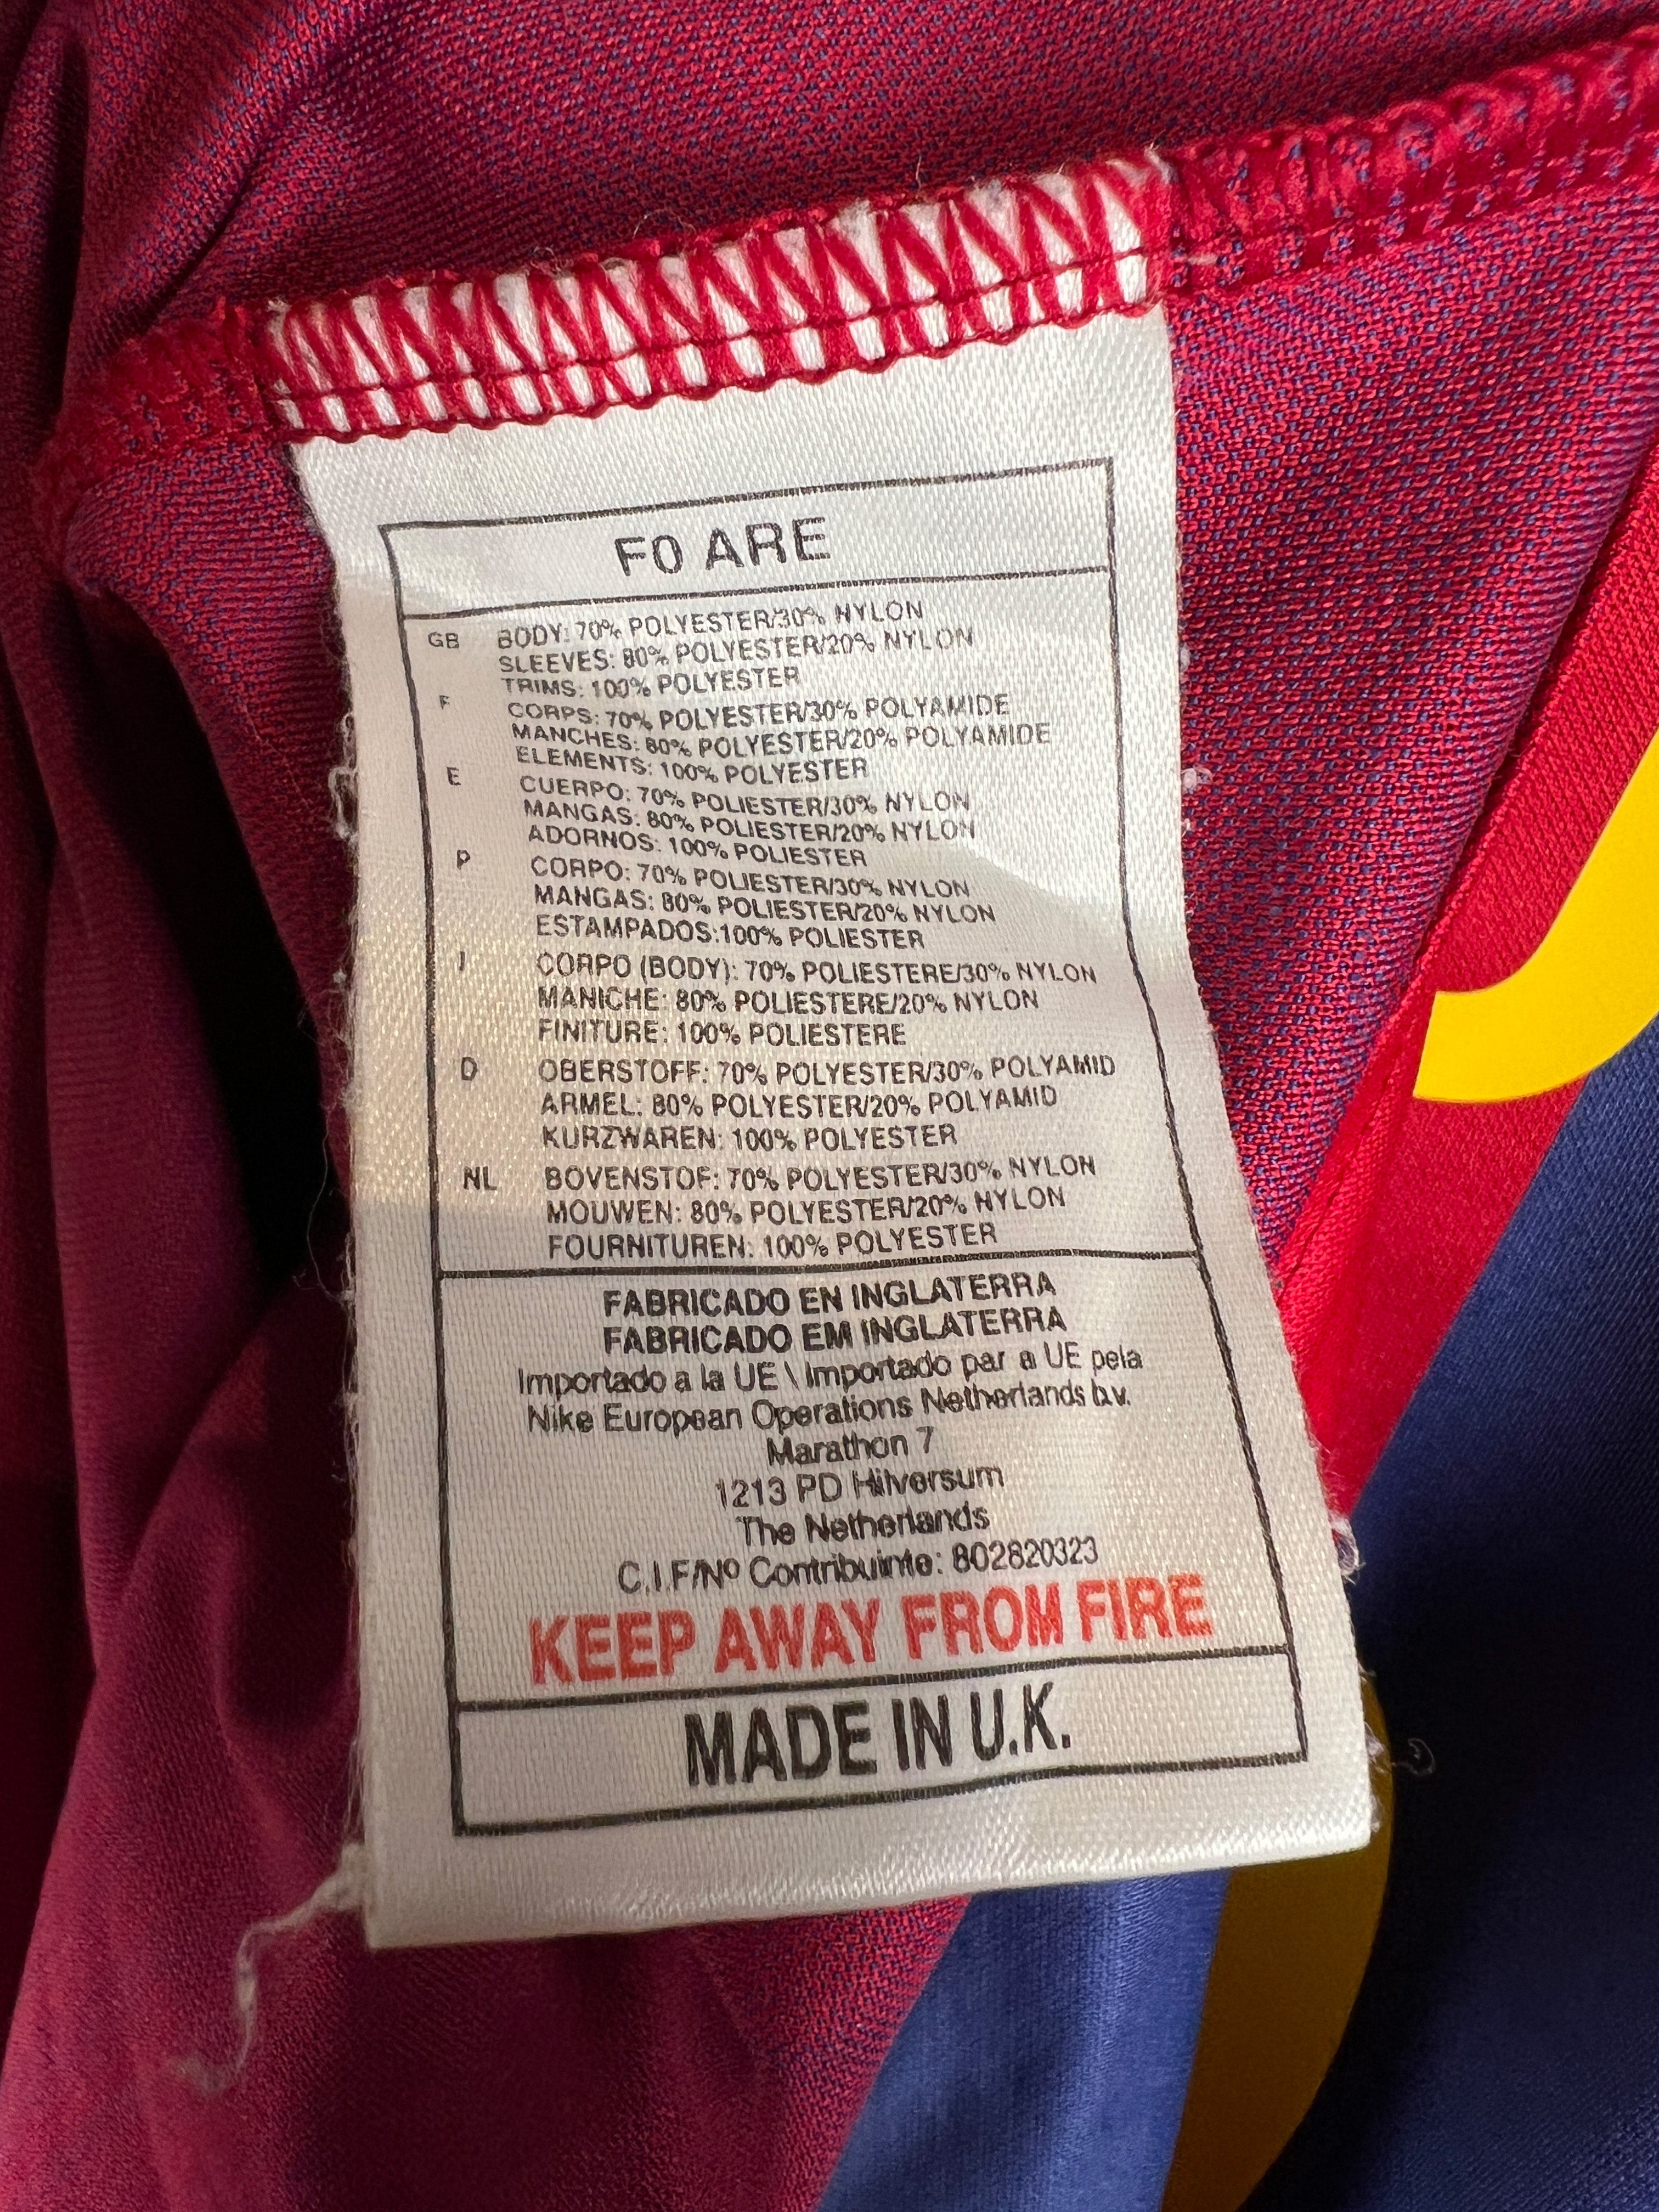 F0 ARE
GB BODY: 70% POLYESTER/30% NYLON
SLEEVES: 80% POLYESTER/20% NYLON
TRIMS: 100% POLYESTER
F CORPS: 70% POLYESTER/30% POLYAMIDE
MANCHES: 80% POLYESTER/20% POLYAMIDE
ELEMENTS: 100% POLYESTER
E CUERPO: 70% POLIESTER/30% NYLON
MANGAS: 80% POLIESTER/20% NYLON
ADORNOS: 100% POLIESTER
P CORPO: 70% POLIESTER/30% NYLON
MANGAS: 80% POLIESTER/20% NYLON
ESTAMPADOS:100% POLIESTER
I CORPO (BODY): 70% POLIESTERE/30% NYLON
MANICHE: 80% POLIESTERE/20% NYLON
FINITURE: 100% POLIESTERE
D OBERSTOFF: 70% POLYESTER/30% POLYAMID
ARMEL: 80% POLYESTER/20% POLYAMID
KURZWAREN: 100% POLYESTER
NL BOVENSTOF: 70% POLYESTER/30% NYLON
MOUWEN: 80% POLYESTER/20% NYLON
FOURNITUREN: 100% POLYESTER
FABRICADO EN INGLATERRA
FABRICADO EM INGLATERRA
Importado a la UE \ Importado par a UE pela
Nike European Operations Netherlands b.v.
Marathon 7
1213 PD Hilversum
The Netherlands
C.I.F/Nº Contribuinte: 802820323
KEEP AWAY FROM FIRE
MADE IN U.K.